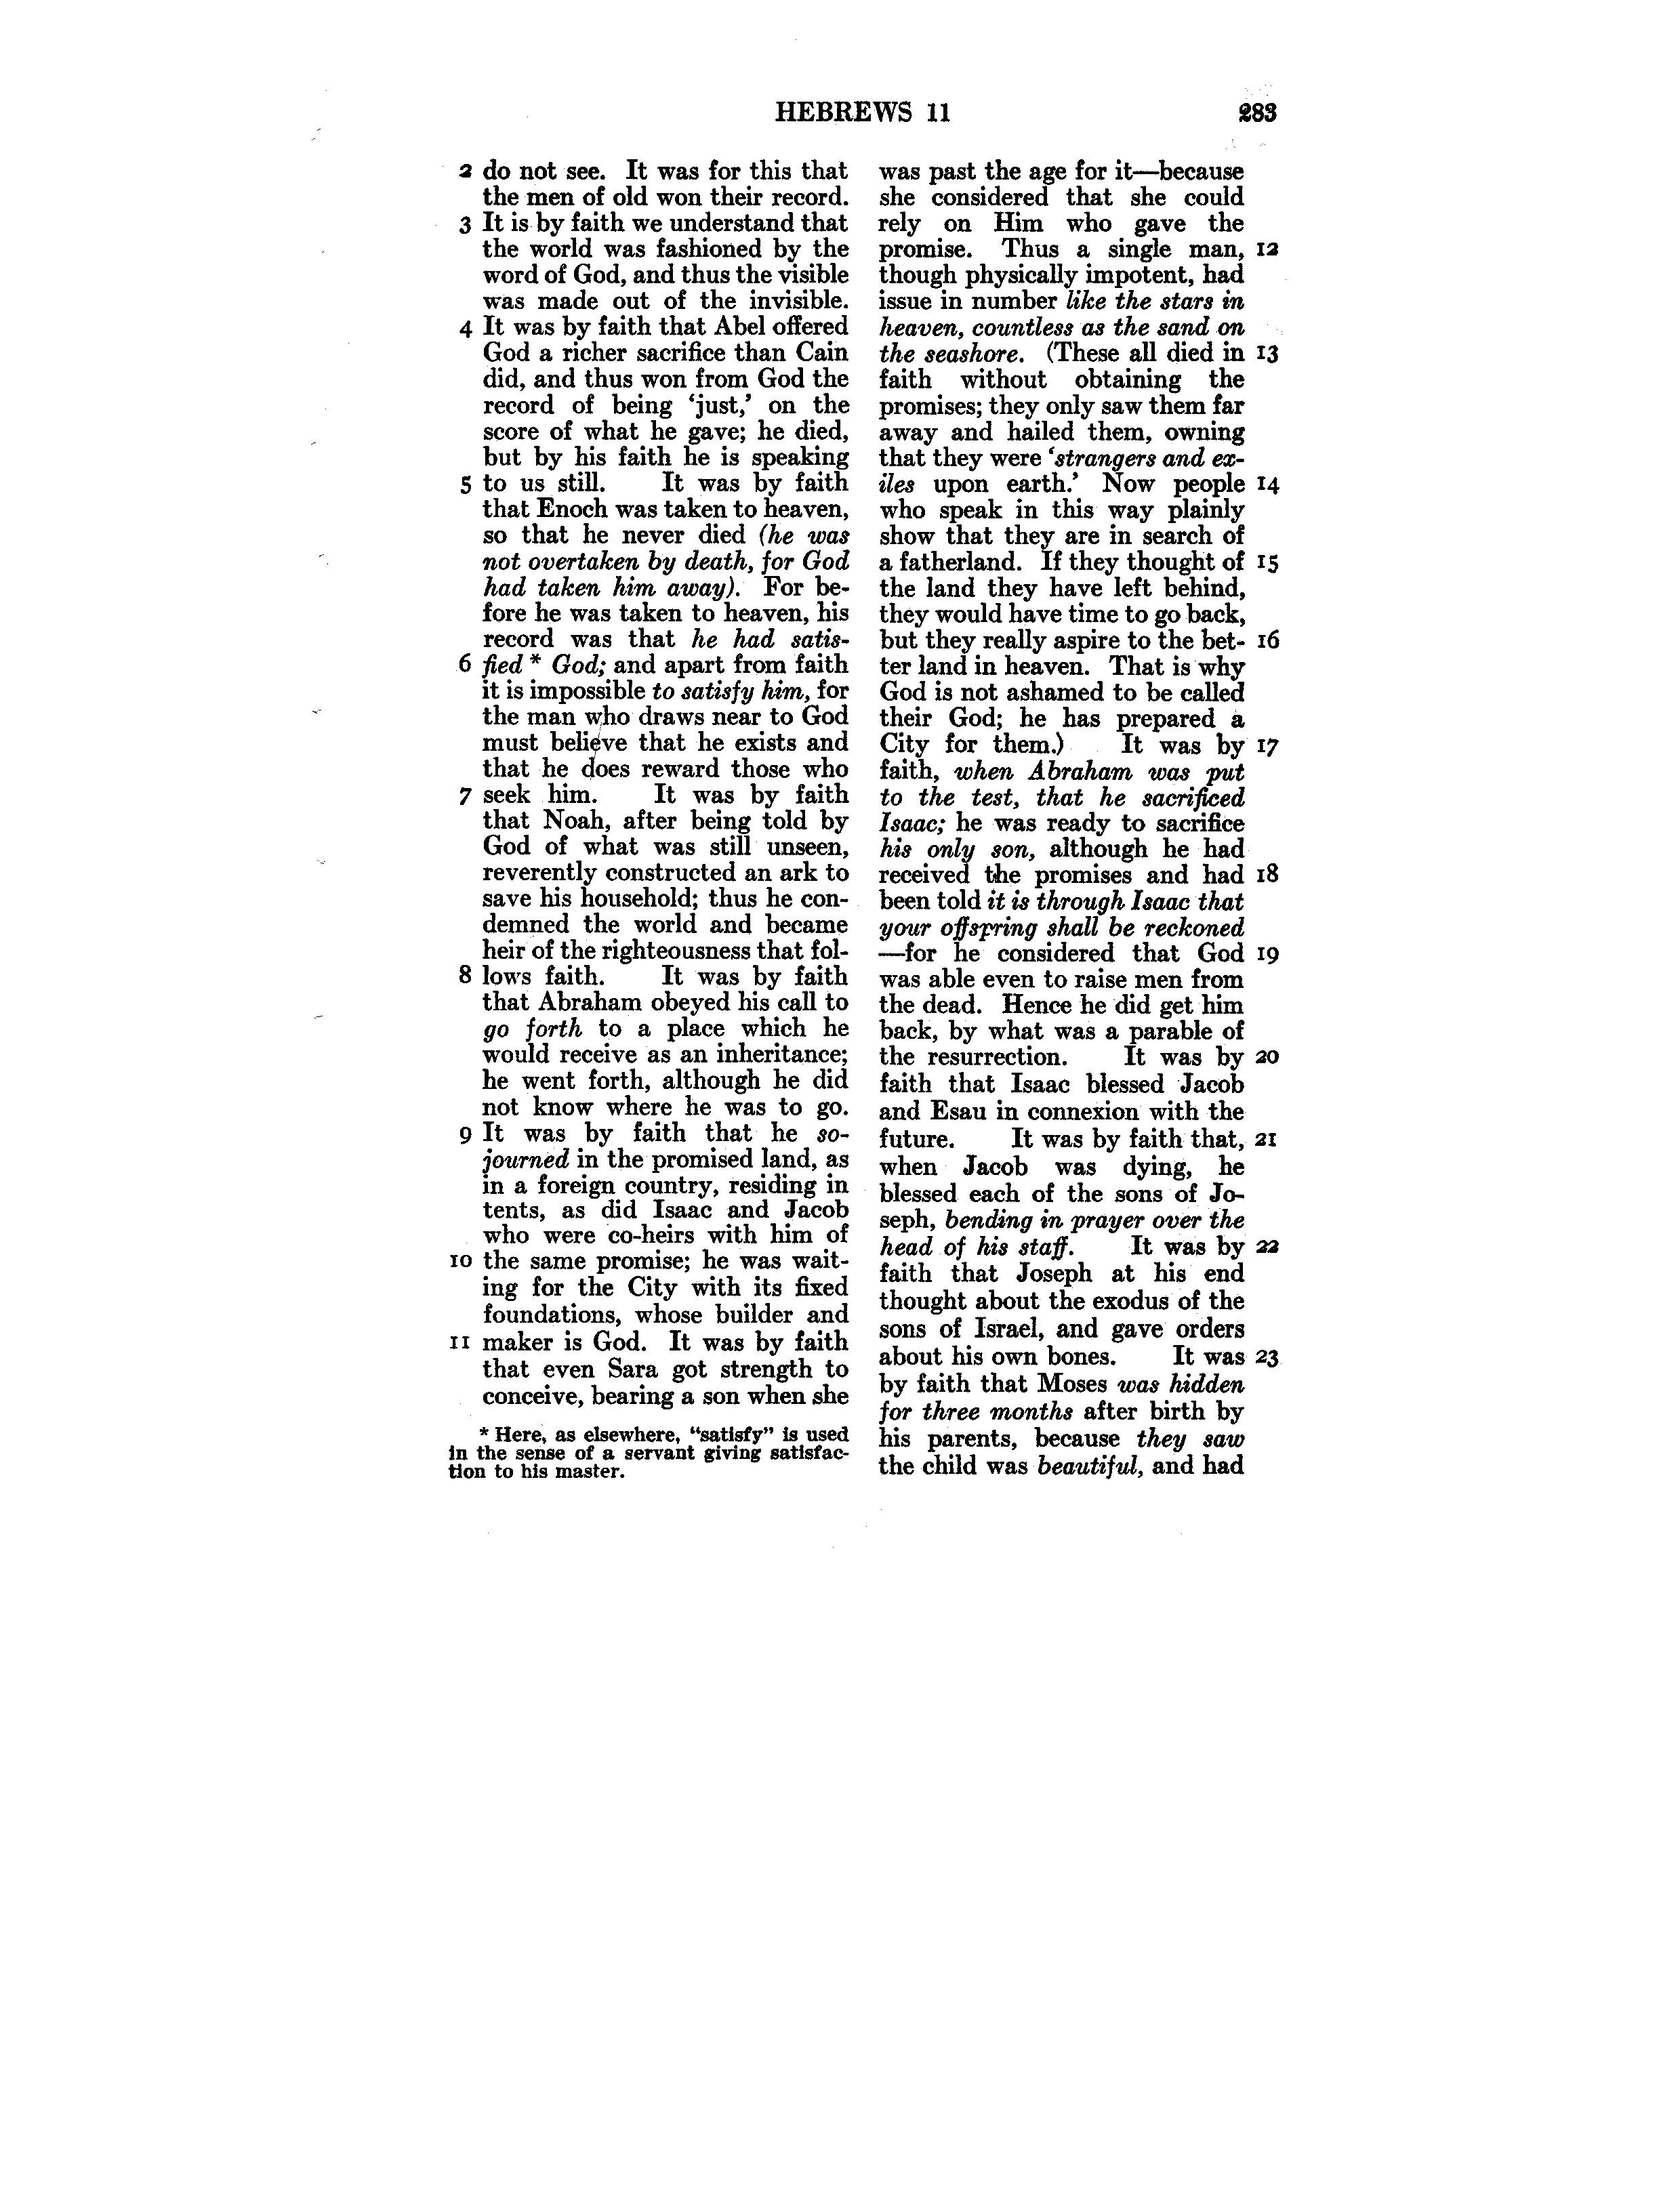 HEBREWS 11 283
2 do not see. It was for this that
the men of old won their record.
3 It is by faith we understand that
the world was fashioned by the
word of God, and thus the visible
was made out of the invisible.
4 It was by faith that Abel offered
God a richer sacrifice than Cain
did, and thus won from God the
record of being ‘just,’ on the
score of what he gave; he died,
but by his faith he is speaking
5 to us still. It was by faith
that Enoch was taken to heaven,
so that he never died (he was
not overtaken by death, for God
had taken him away). For be-
fore he was taken to heaven, his
record was that he had satis-
6 fied * God; and apart from faith
it is impossible to satisfy him, for
the man who draws near to God
must believe that he exists and
that he does reward those who
7 seek him. It was by faith
that Noah, after being told by
God of what was still unseen,
reverently constructed an ark to
save his household; thus he con-
demned the world and became
heir of the righteousness that fol-
8 lows faith. It was by faith
that Abraham obeyed his call to
go forth to a place which he
would receive as an inheritance;
he went forth, although he did
not know where he was to go.
9 It was by faith that he so-
journed in the promised land, as
in a foreign country, residing in
tents, as did Isaac and Jacob
who were co-heirs with him of
10 the same promise; he was wait-
ing for the City with its fixed
foundations, whose builder and
11 maker is God. It was by faith
that even Sara got strength to
conceive, bearing a son when she
* Here, as elsewhere, “satisfy” is used
in the sense of a servant giving satisfac-
tion to his master.
was past the age for it—because
she considered that she could
rely on Him who gave the
promise. Thus a single man, 12
though physically impotent, had
issue in number like the stars in
heaven, countless as the sand on
the seashore. (These all died in 13
faith without obtaining the
promises; they only saw them far
away and hailed them, owning
that they were ‘strangers and ex-
iles upon earth.’ Now people 14
who speak in this way plainly
show that they are in search of
a fatherland. If they thought of 15
the land they have left behind,
they would have time to go back,
but they really aspire to the bet- 16
ter land in heaven. That is why
God is not ashamed to be called
their God; he has prepared a
City for them.) It was by 17
faith, when Abraham was put
to the test, that he sacrificed
Isaac; he was ready to sacrifice
his only son, although he had
received the promises and had 18
been told it is through Isaac that
your offspring shall be reckoned
—for he considered that God 19
was able even to raise men from
the dead. Hence he did get him
back, by what was a parable of
the resurrection. It was by 20
faith that Isaac blessed Jacob
and Esau in connexion with the
future. It was by faith that, 21
when Jacob was dying, he
blessed each of the sons of Jo-
seph, bending in prayer over the
head of his staff. It was by 22
faith that Joseph at his end
thought about the exodus of the
sons of Israel, and gave orders
about his own bones. It was 23
by faith that Moses was hidden
for three months after birth by
his parents, because they saw
the child was beautiful, and had